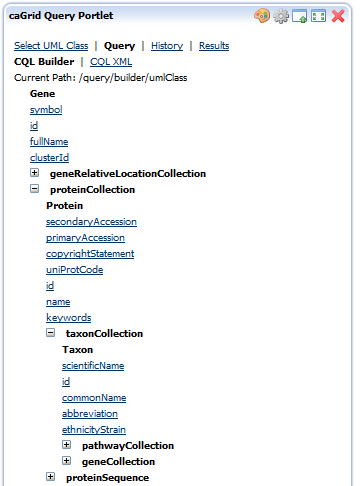 caGrid Query Portlet
Select UML Class | Query | History | Results
CQL Builder | CQL XML
Current Path: /query/builder/umlClass
Gene
symbol
id
fullName
clusterId
geneRelativeLocationCollection
proteinCollection
Protein
secondaryAccession
primaryAccession
copyrightStatement
uniProtCode
id
name
keywords
taxonCollection
Taxon
scientificName
id
commonName
abbreviation
ethnicityStrain
pathwayCollection
geneCollection
proteinSequence